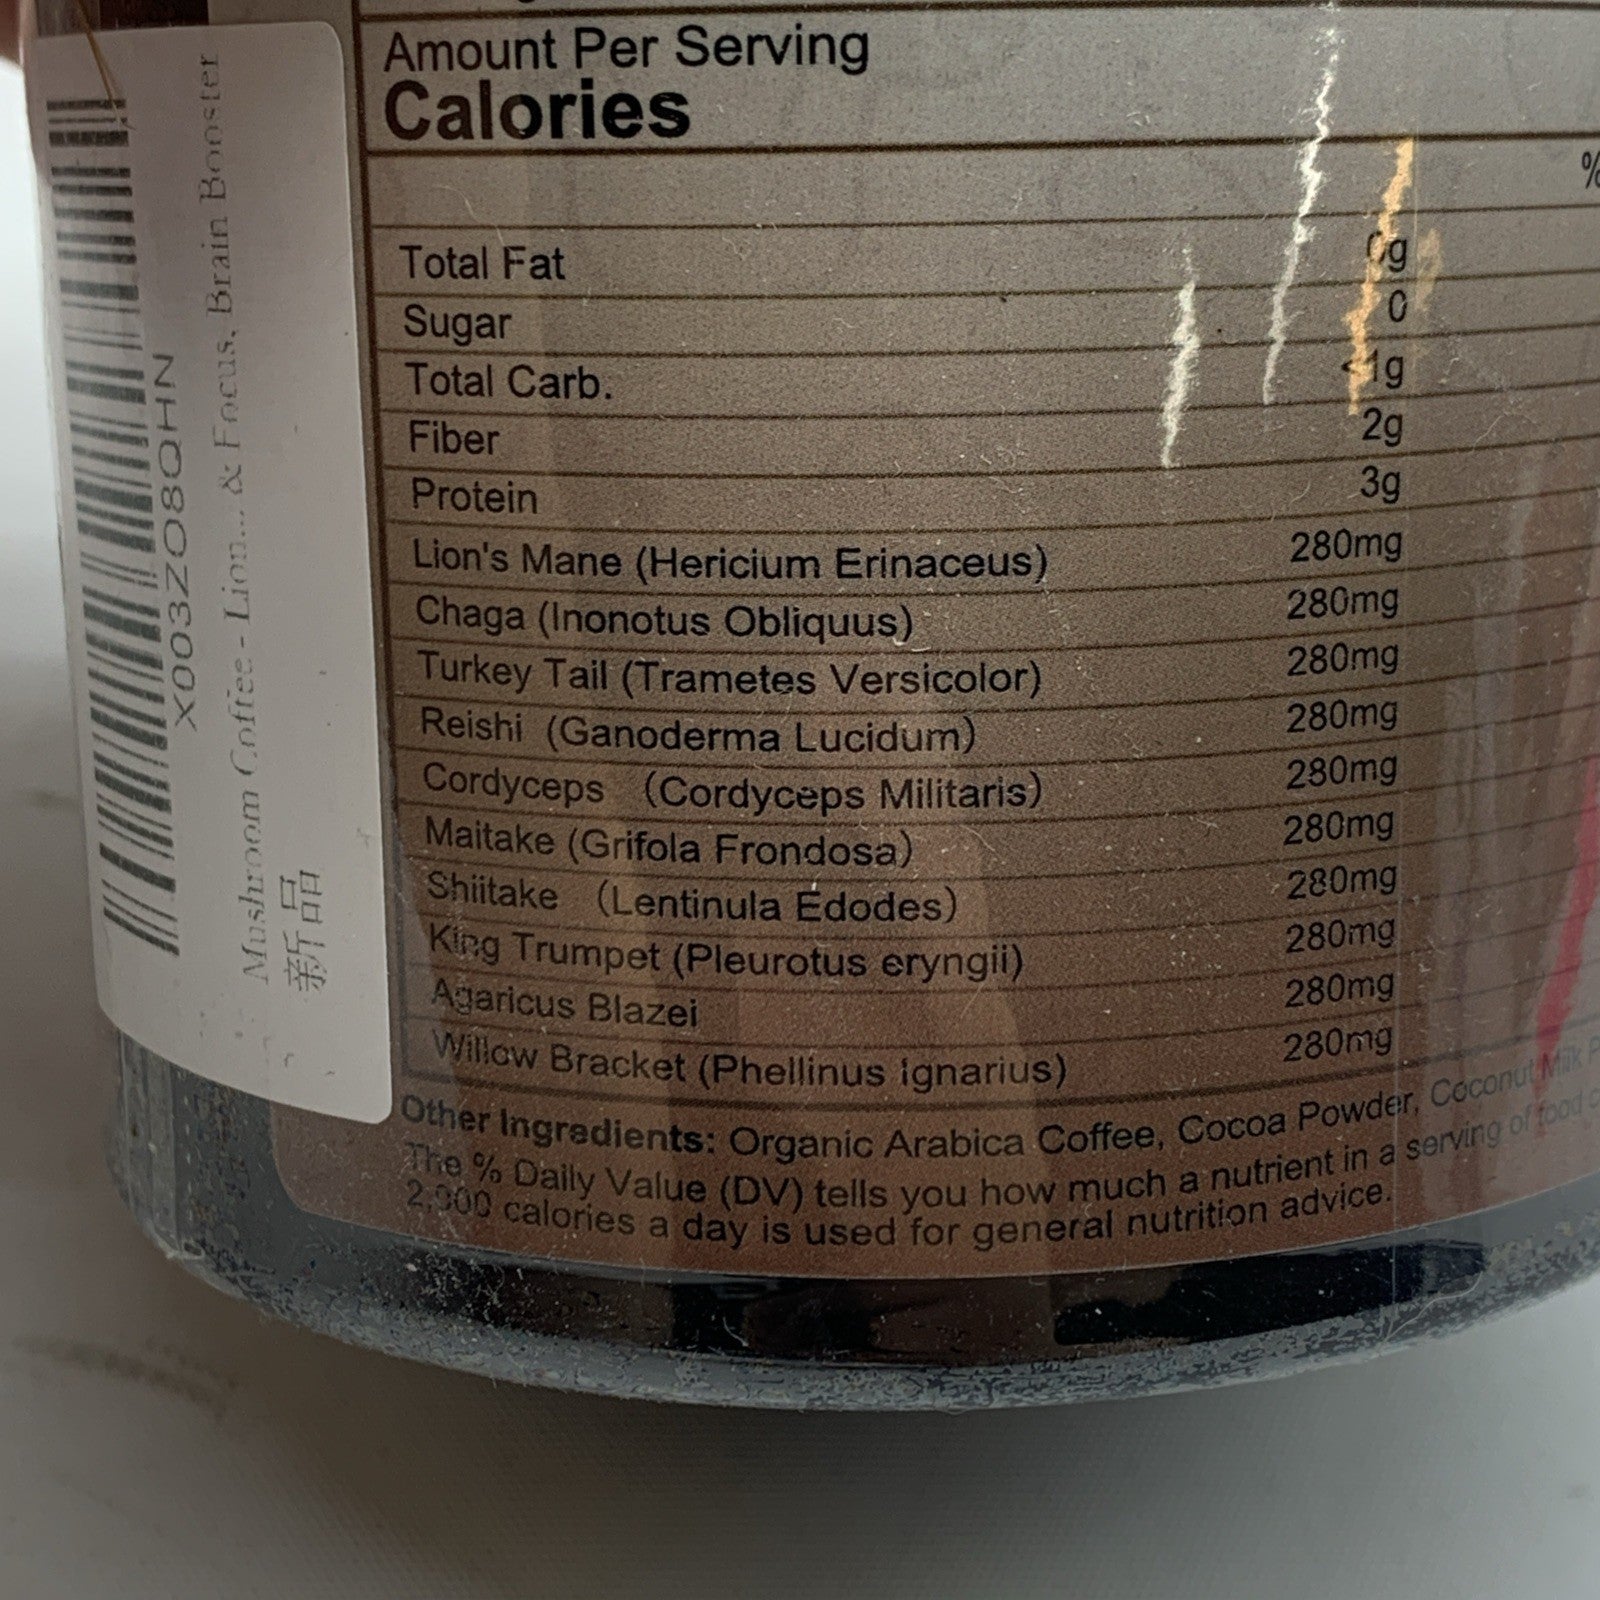 Amount Per Serving
Calories
%
Total Fat 0g
Sugar 0
Total Carb. <1g
Fiber 2g
Protein 3g
Lion's Mane (Hericium Erinaceus) 280mg
Chaga (Inonotus Obliquus) 280mg
Turkey Tail (Trametes Versicolor) 280mg
Reishi (Ganoderma Lucidum) 280mg
Cordyceps (Cordyceps Militaris) 280mg
Maitake (Grifola Frondosa) 280mg
Shiitake (Lentinula Edodes) 280mg
King Trumpet (Pleurotus eryngii) 280mg
Agaricus Blazei 280mg
Willow Bracket (Phellinus Ignarius) 280mg
Other Ingredients: Organic Arabica Coffee, Cocoa Powder, Coconut Milk
The % Daily Value (DV) tells you how much a nutrient in a serving of food
2,000 calories a day is used for general nutrition advice.
X003ZO8QHN
Mushroom Coffee - Lion... & Focus, Brain Booster
新品